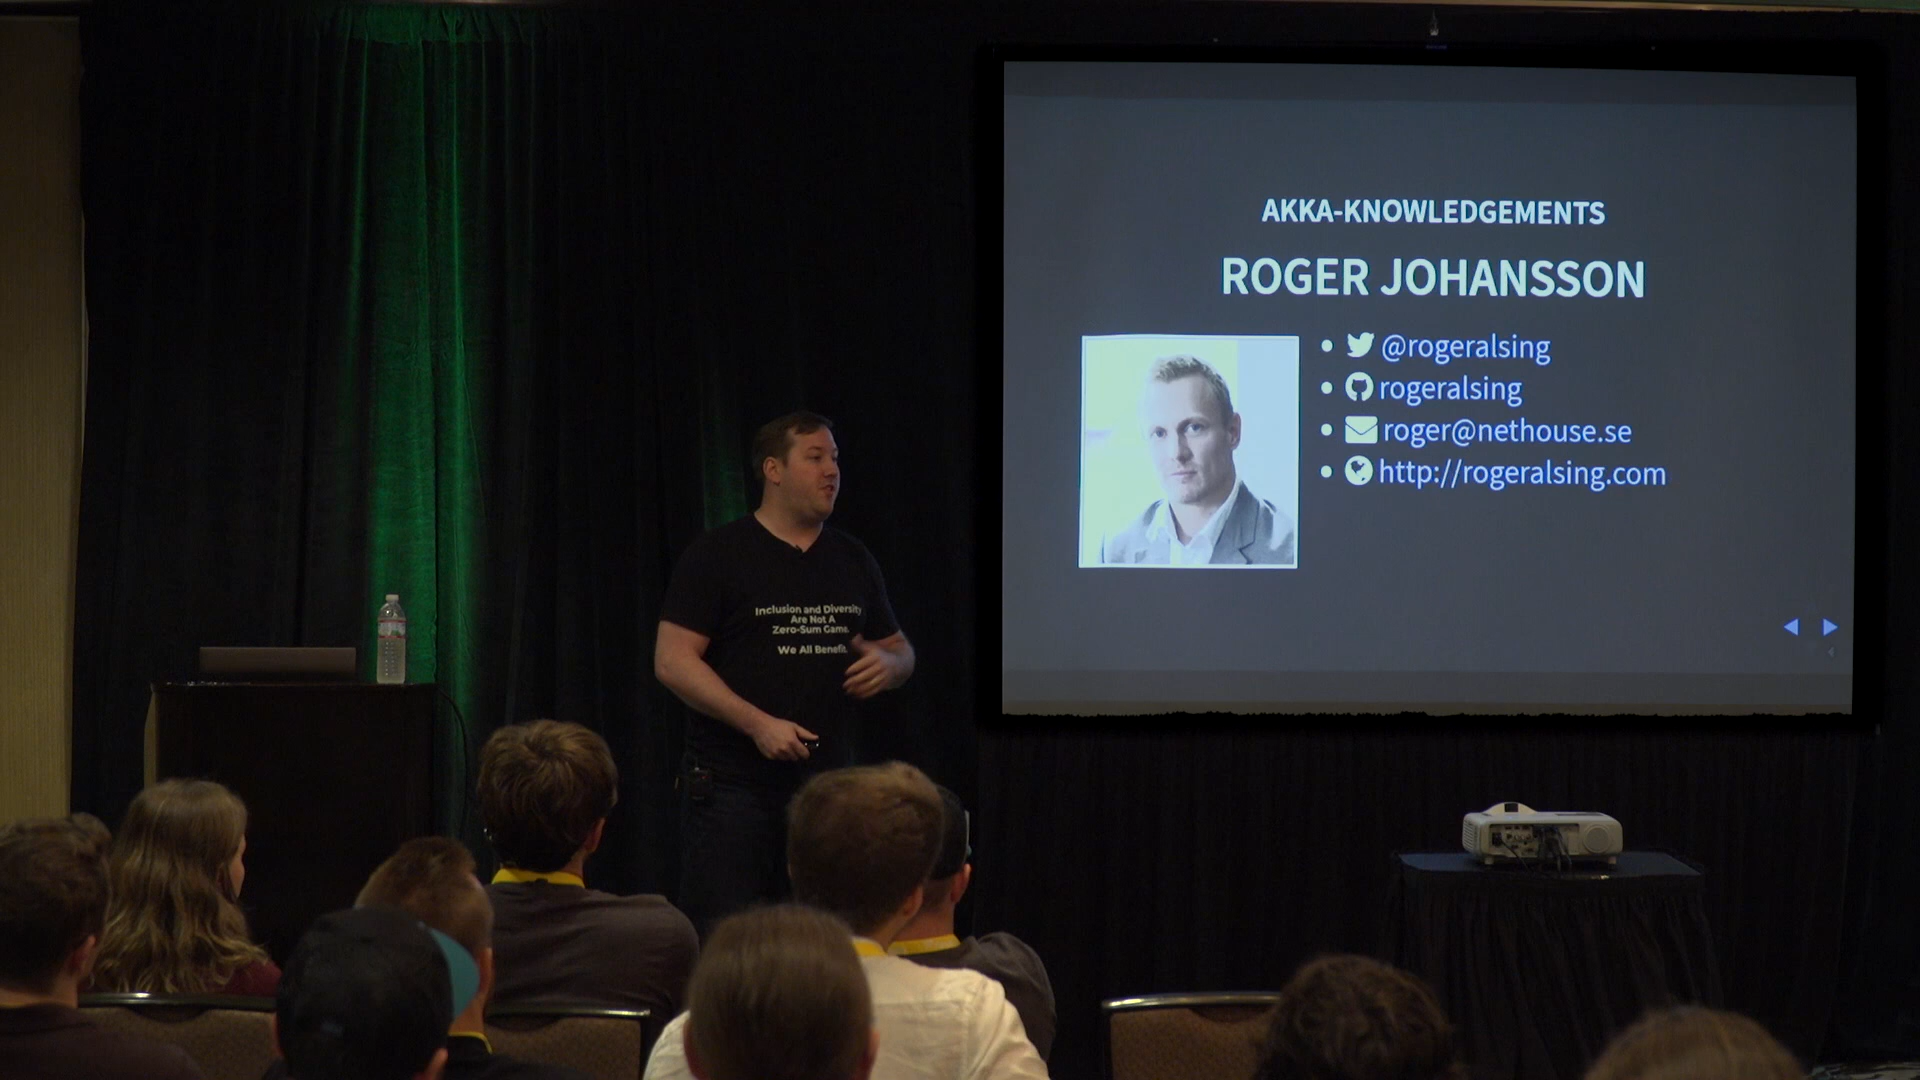 AKKA-KNOWLEDGEMENTS
ROGER JOHANSSON
@rogeralsing
rogeralsing
roger@nethouse.se
http://rogeralsing.com
Inclusion and Diversity
Are Not A
Zero-Sum Game.
We All Benefit.